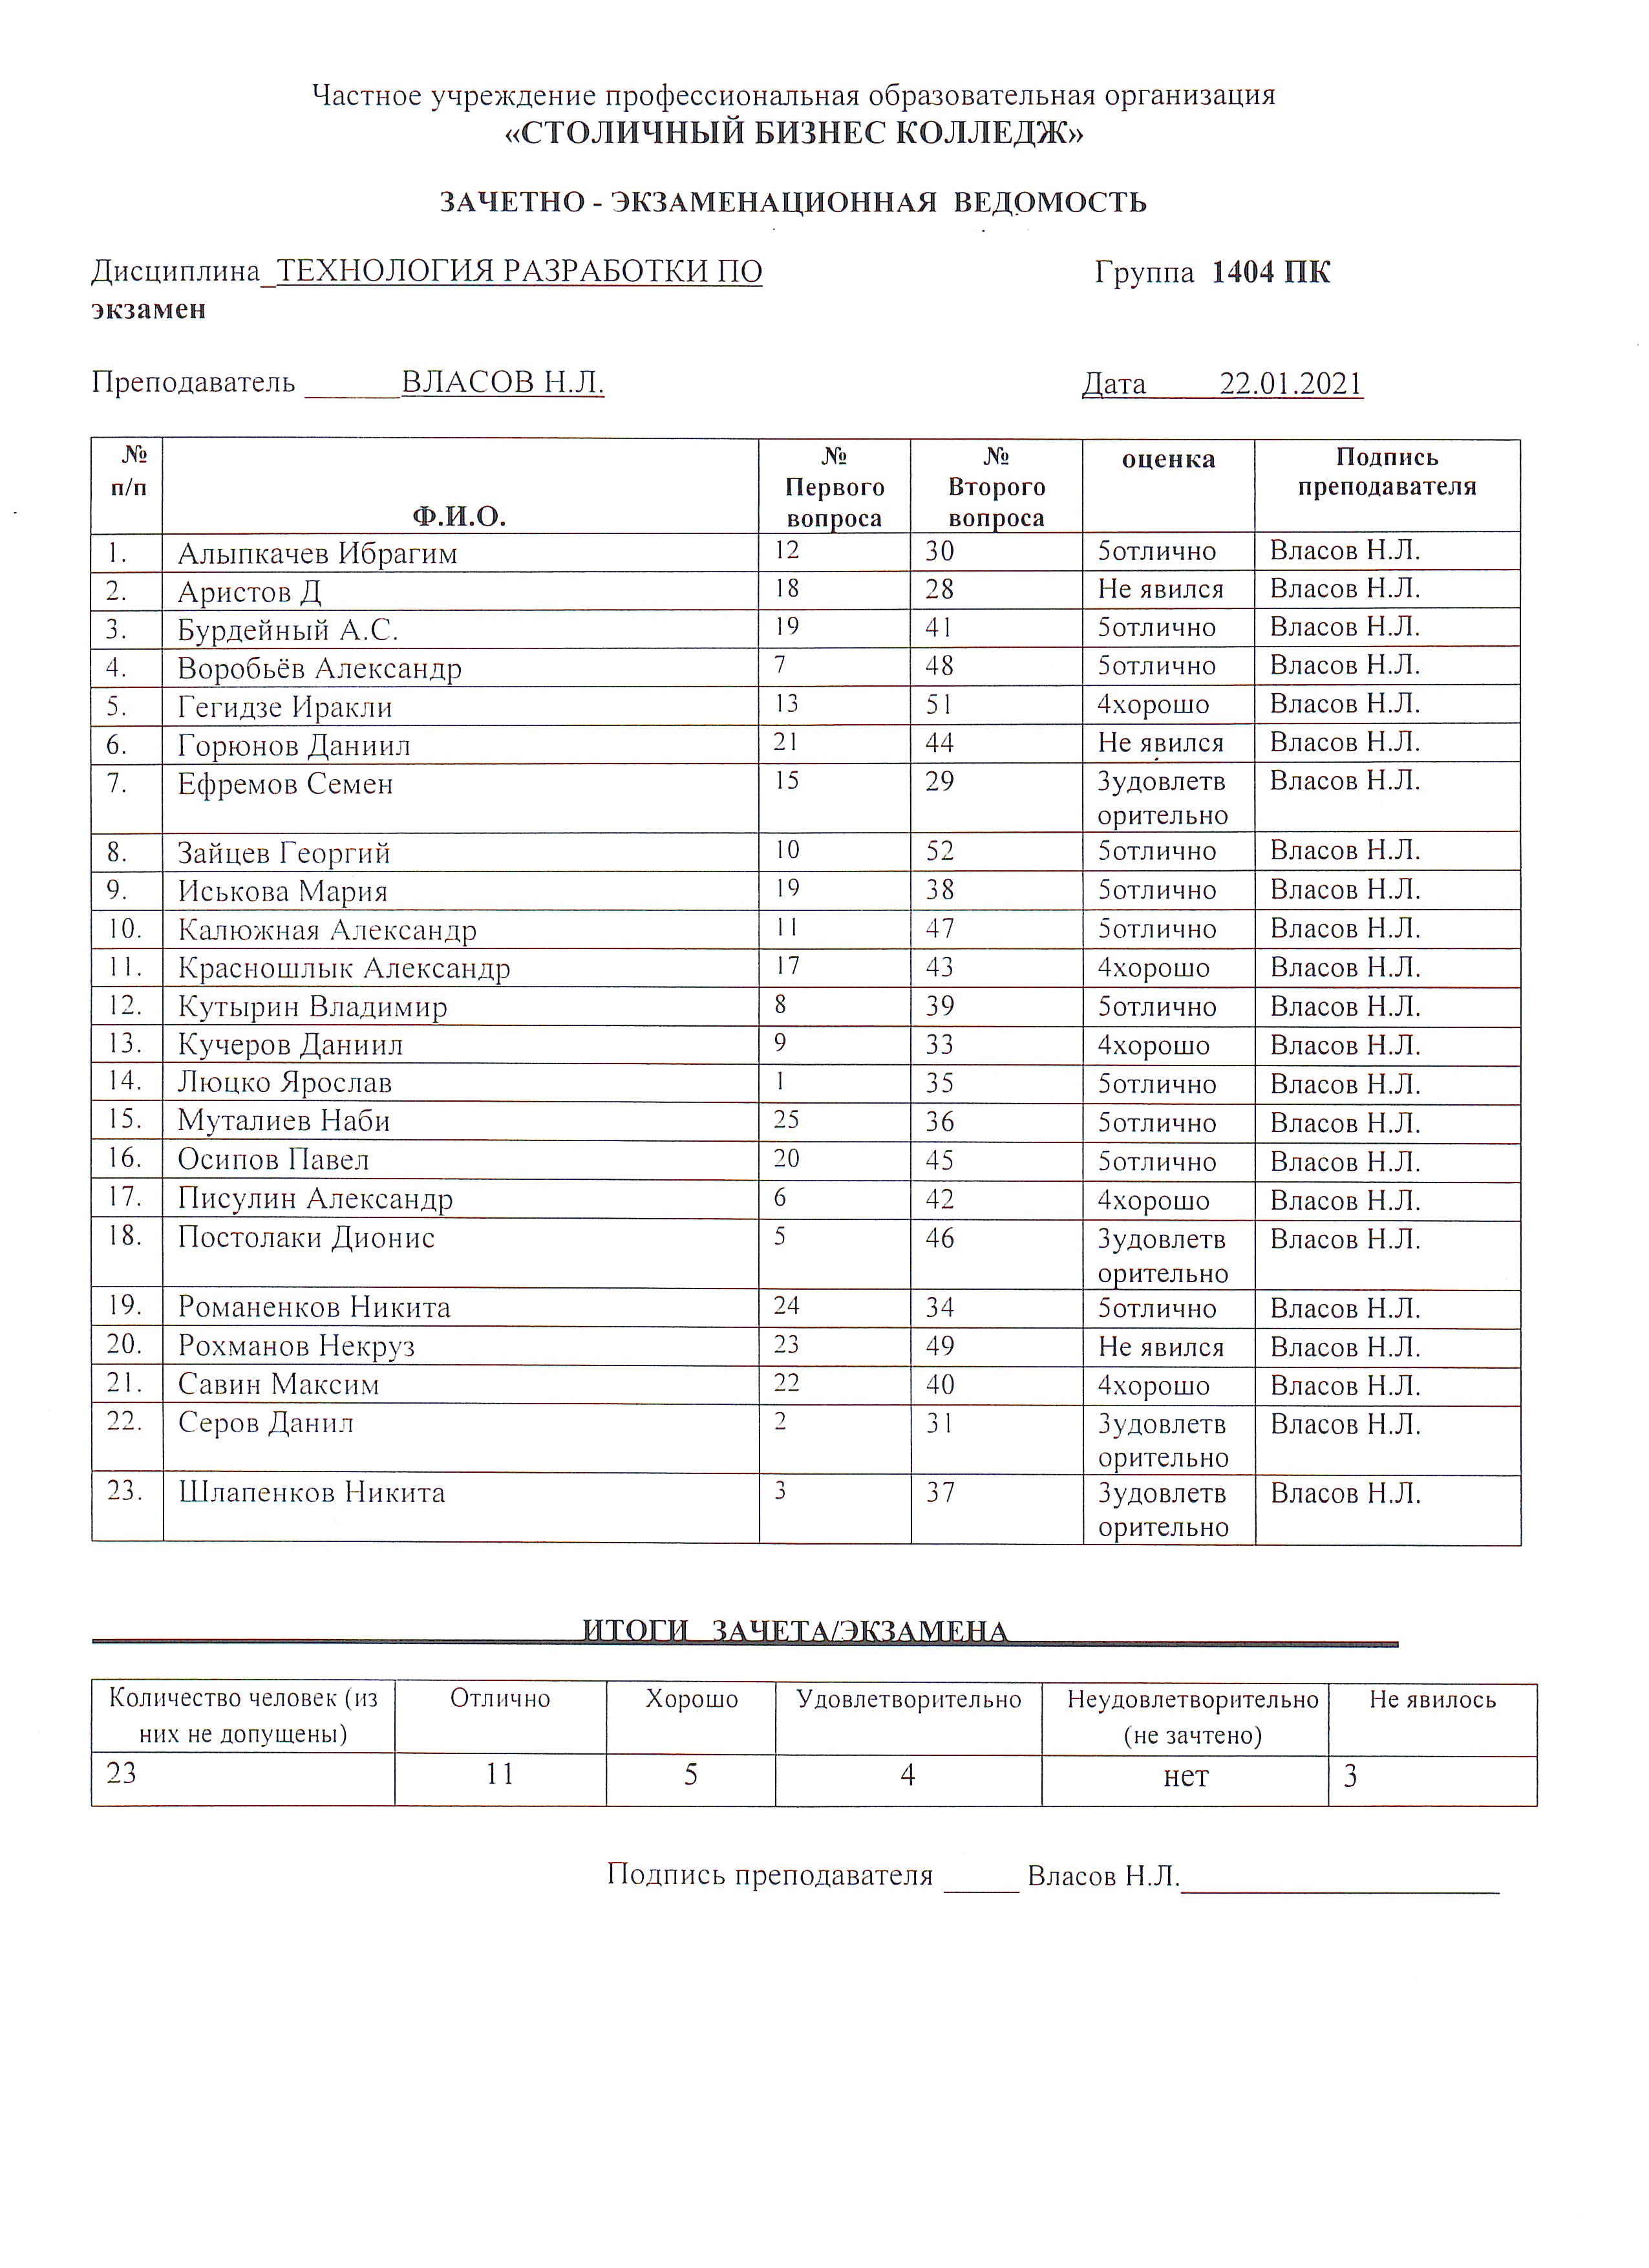 Частное учреждение профессиональная образовательная организация
«СТОЛИЧНЫЙ БИЗНЕС КОЛЛЕДЖ»
ЗАЧЕТНО - ЭКЗАМЕНАЦИОННАЯ ВЕДОМОСТЬ
Дисциплина_ТЕХНОЛОГИЯ РАЗРАБОТКИ ПО Группа 1404 ПК
экзамен
Преподаватель ______ВЛАСОВ Н.Л. Дата 22.01.2021
№ п/п Ф.И.О. № Первого вопроса № Второго вопроса оценка Подпись преподавателя
1. Алыпкачев Ибрагим 12 30 5отлично Власов Н.Л.
2. Аристов Д 18 28 Не явился Власов Н.Л.
3. Бурдейный А.С. 19 41 5отлично Власов Н.Л.
4. Воробьёв Александр 7 48 5отлично Власов Н.Л.
5. Гегидзе Иракли 13 51 4хорошо Власов Н.Л.
6. Горюнов Даниил 21 44 Не явился Власов Н.Л.
7. Ефремов Семен 15 29 3удовлетв Власов Н.Л.
орительно
8. Зайцев Георгий 10 52 5отлично Власов Н.Л.
9. Иськова Мария 19 38 5отлично Власов Н.Л.
10. Калюжная Александр 11 47 5отлично Власов Н.Л.
11. Красношлык Александр 17 43 4хорошо Власов Н.Л.
12. Кутырин Владимир 8 39 5отлично Власов Н.Л.
13. Кучеров Даниил 9 33 4хорошо Власов Н.Л.
14. Люцко Ярослав 1 35 5отлично Власов Н.Л.
15. Муталиев Наби 25 36 5отлично Власов Н.Л.
16. Осипов Павел 20 45 5отлично Власов Н.Л.
17. Писулин Александр 6 42 4хорошо Власов Н.Л.
18. Постолаки Дионис 5 46 3удовлетв Власов Н.Л.
орительно
19. Романенков Никита 24 34 5отлично Власов Н.Л.
20. Рохманов Некруз 23 49 Не явился Власов Н.Л.
21. Савин Максим 22 40 4хорошо Власов Н.Л.
22. Серов Данил 2 31 3удовлетв Власов Н.Л.
орительно
23. Шлапенков Никита 3 37 3удовлетв Власов Н.Л.
орительно
ИТОГИ ЗАЧЕТА/ЭКЗАМЕНА
Количество человек (из Отлично Хорошо Удовлетворительно Неудовлетворительно Не явилось
них не допущены) (не зачтено)
23 11 5 4 нет 3
Подпись преподавателя _____ Власов Н.Л.____________________